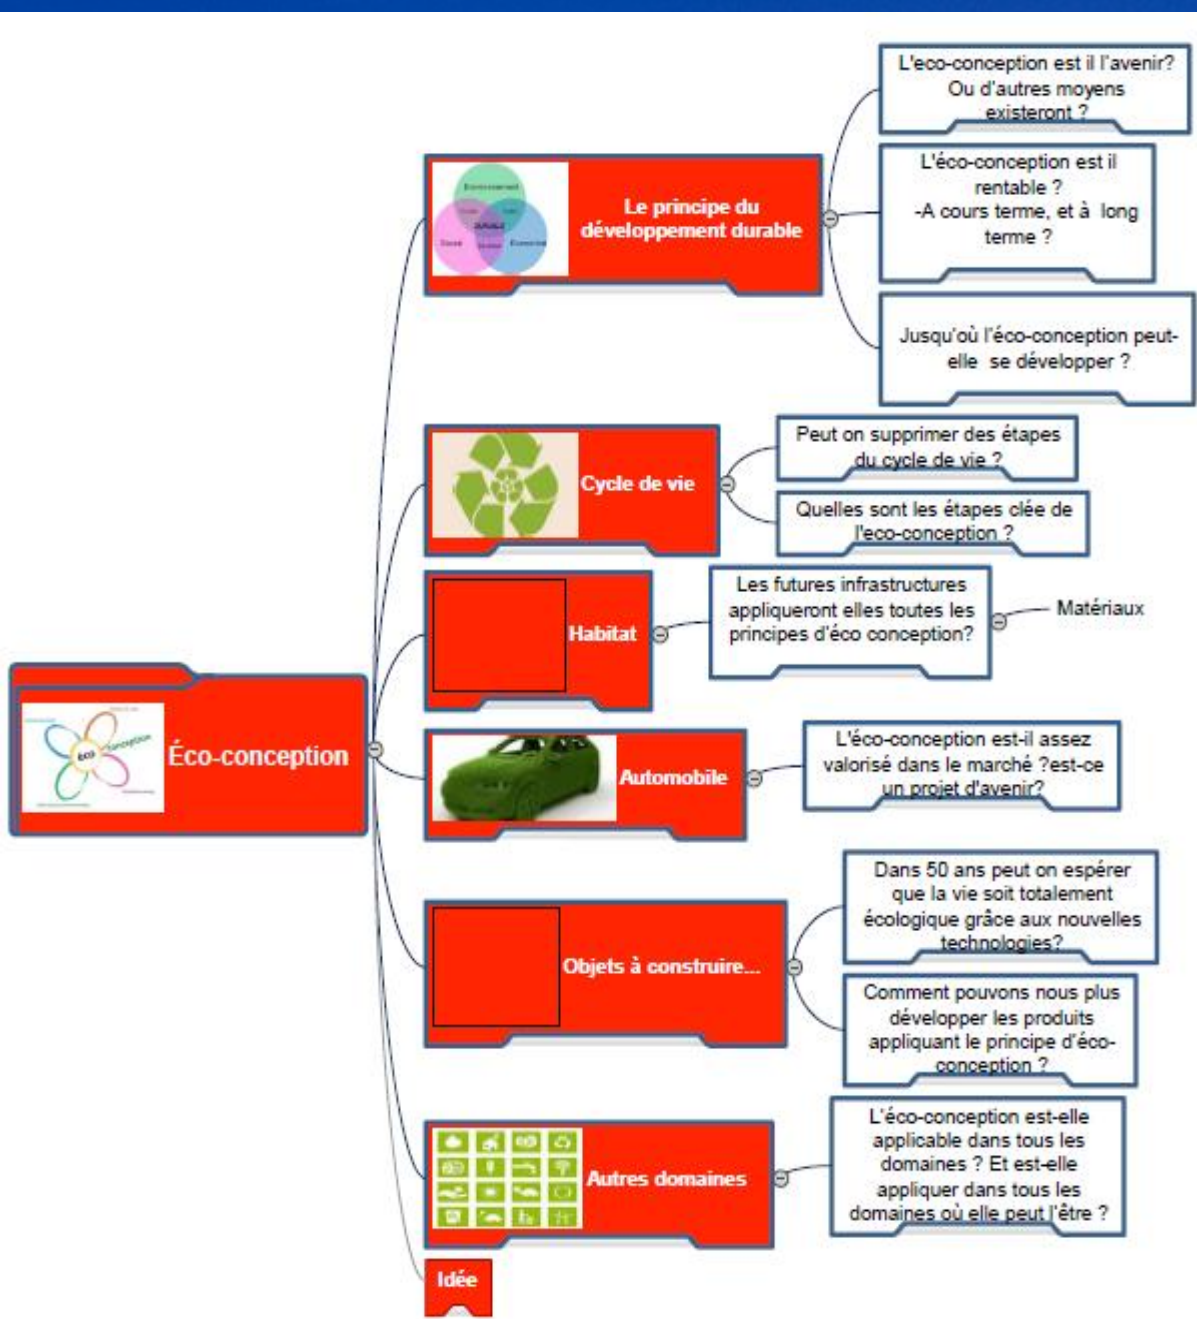 L'eco-conception est il l'avenir?
Ou d'autres moyens
existeront ?
L'éco-conception est il
rentable ?
-A cours terme, et à long
terme ?
Jusqu'où l'éco-conception peut-
elle se développer ?
Environnement
DURABLE
Social
Economie
Le principe du
développement durable
Peut on supprimer des étapes
du cycle de vie ?
Quelles sont les étapes clée de
l'eco-conception ?
Cycle de vie
Les futures infrastructures
appliqueront elles toutes les
principes d'éco conception?
Matériaux
Habitat
éco
conception
Éco-conception
L'éco-conception est-il assez
valorisé dans le marché ?est-ce
un projet d'avenir?
Automobile
Dans 50 ans peut on espérer
que la vie soit totalement
écologique grâce aux nouvelles
technologies?
Comment pouvons nous plus
développer les produits
appliquant le principe d'éco-
conception ?
Objets à construire...
L'éco-conception est-elle
applicable dans tous les
domaines ? Et est-elle
appliquer dans tous les
domaines où elle peut l'être ?
Autres domaines
Idée